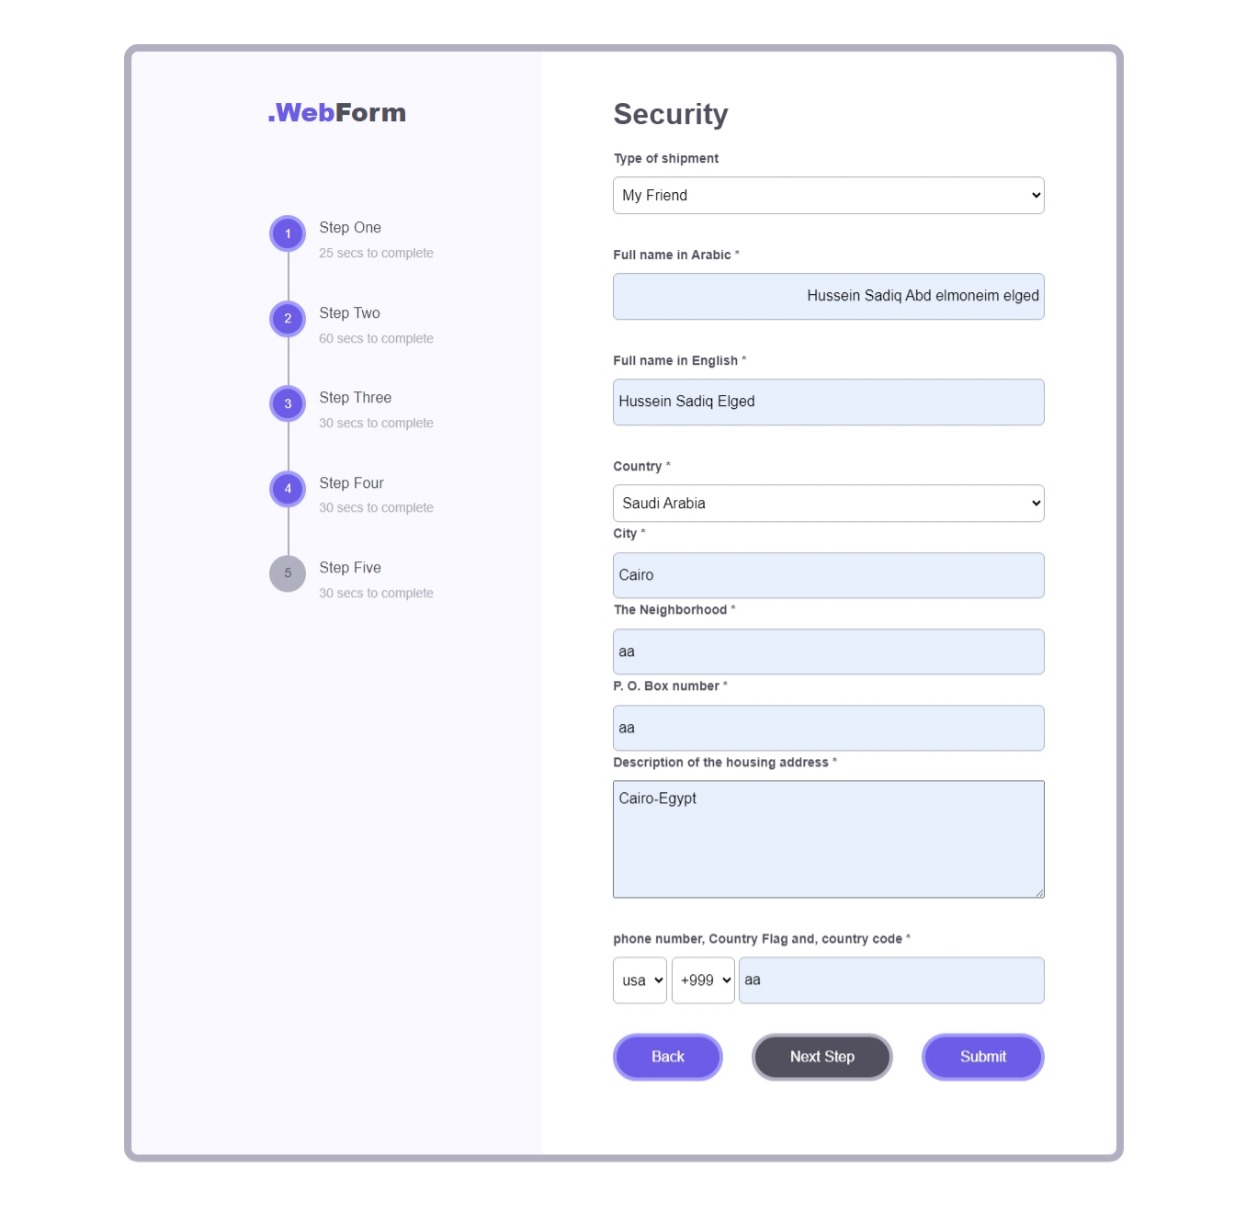 .WebForm
1
Step One
25 secs to complete
2
Step Two
60 secs to complete
3
Step Three
30 secs to complete
4
Step Four
30 secs to complete
5
Step Five
30 secs to complete
Security
Type of shipment
My Friend
Full name in Arabic *
Hussein Sadiq Abd elmoneim elged
Full name in English *
Hussein Sadiq Elged
Country *
Saudi Arabia
City *
Cairo
The Neighborhood *
aa
P. O. Box number *
aa
Description of the housing address *
Cairo-Egypt
phone number, Country Flag and, country code *
usa +999 aa
Back Next Step Submit